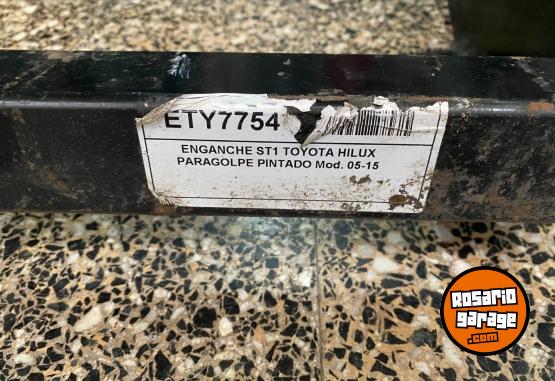 ETY7754
ENGANCHE ST1 TOYOTA HILUX
PARAGOLPE PINTADO Mod. 05-15
Rosario
garage
.com